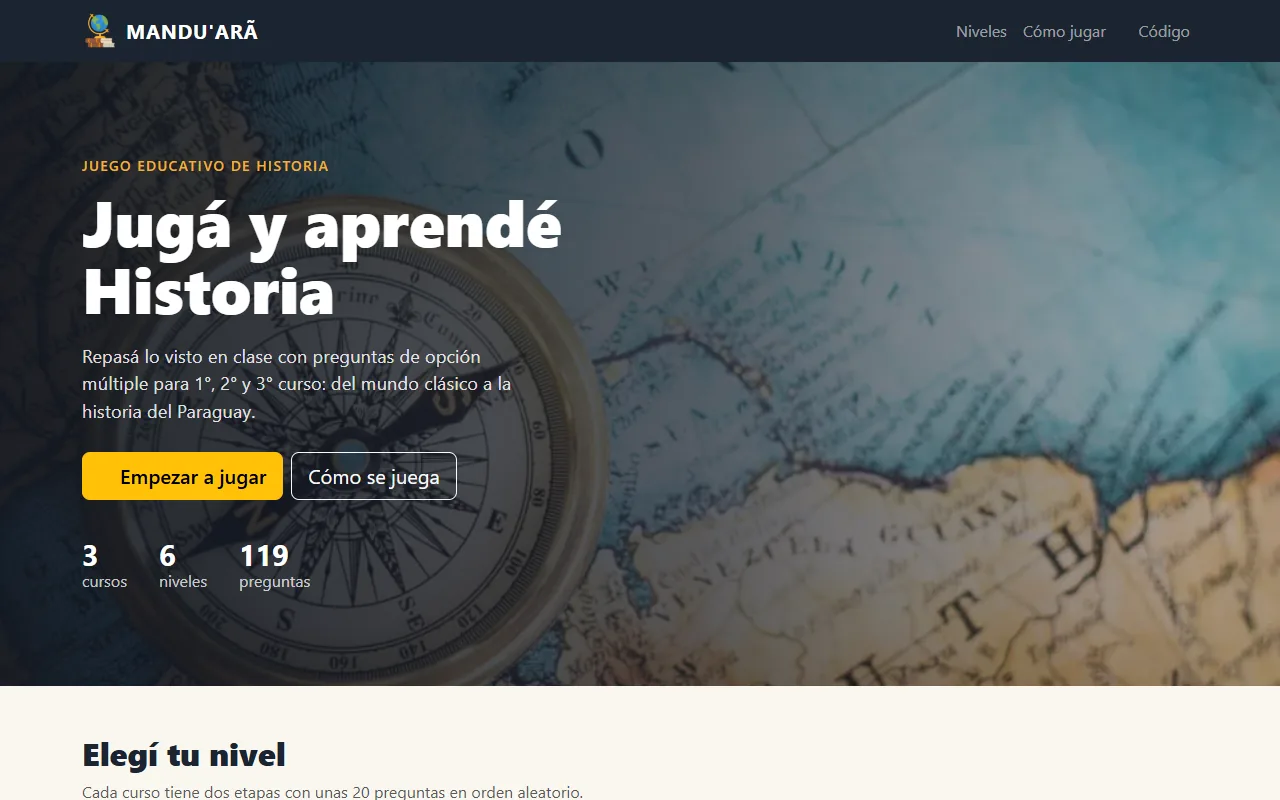 MANDU'ARÃ
Niveles Cómo jugar Código
JUEGO EDUCATIVO DE HISTORIA
Jugá y aprendé
Historia
Repasá lo visto en clase con preguntas de opción
múltiple para 1°, 2° y 3° curso: del mundo clásico a la
historia del Paraguay.
Empezar a jugar
Cómo se juega
3 6 119
cursos niveles preguntas
Elegí tu nivel
Cada curso tiene dos etapas con unas 20 preguntas en orden aleatorio.